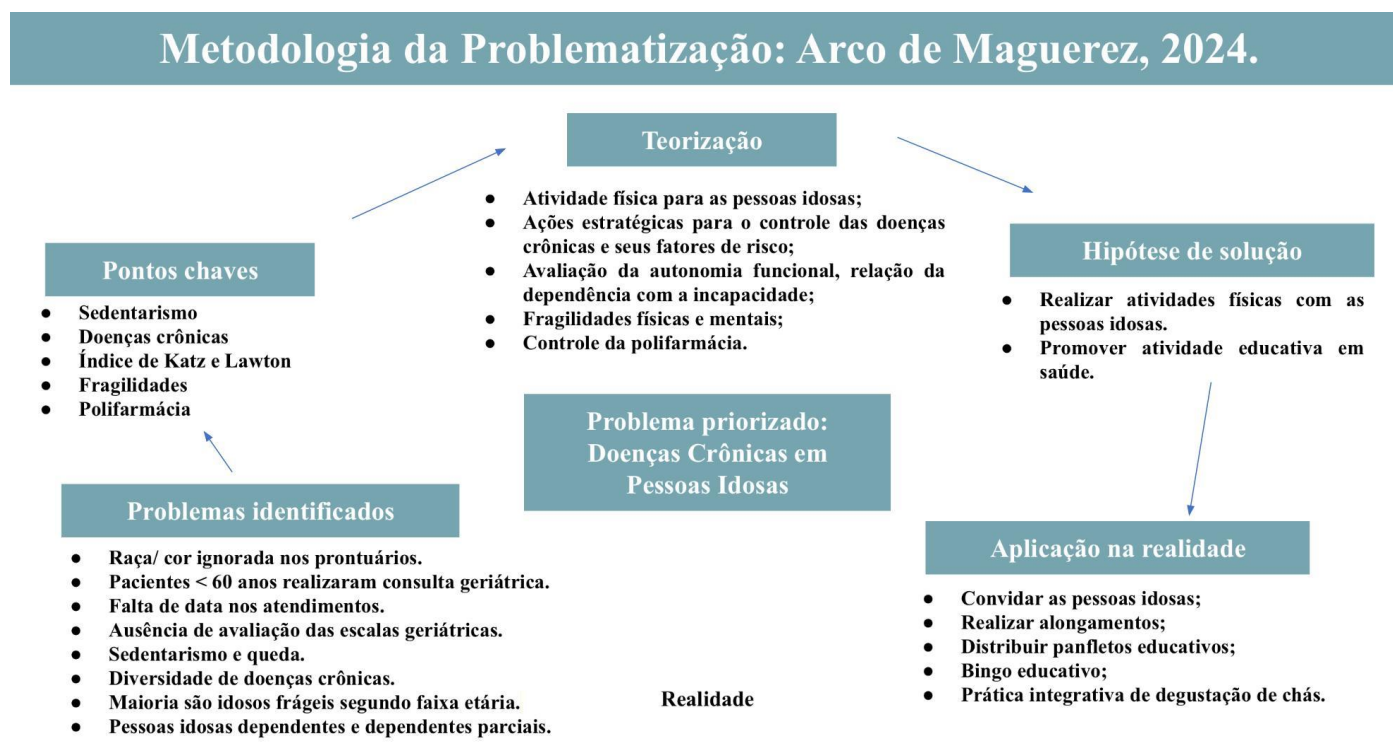 Metodologia da Problematização: Arco de Maguerez, 2024.
Teorização
● Atividade física para as pessoas idosas;
● Ações estratégicas para o controle das doenças
crônicas e seus fatores de risco;
● Avaliação da autonomia funcional, relação da
dependência com a incapacidade;
● Fragilidades físicas e mentais;
● Controle da polifarmácia.
Pontos chaves
● Sedentarismo
● Doenças crônicas
● Índice de Katz e Lawton
● Fragilidades
● Polifarmácia
Hipótese de solução
● Realizar atividades físicas com as
pessoas idosas.
● Promover atividade educativa em
saúde.
Problema priorizado:
Doenças Crônicas em
Pessoas Idosas
Problemas identificados
● Raça/ cor ignorada nos prontuários.
● Pacientes < 60 anos realizaram consulta geriátrica.
● Falta de data nos atendimentos.
● Ausência de avaliação das escalas geriátricas.
● Sedentarismo e queda.
● Diversidade de doenças crônicas.
● Maioria são idosos frágeis segundo faixa etária.
● Pessoas idosas dependentes e dependentes parciais.
Realidade
Aplicação na realidade
● Convidar as pessoas idosas;
● Realizar alongamentos;
● Distribuir panfletos educativos;
● Bingo educativo;
● Prática integrativa de degustação de chás.